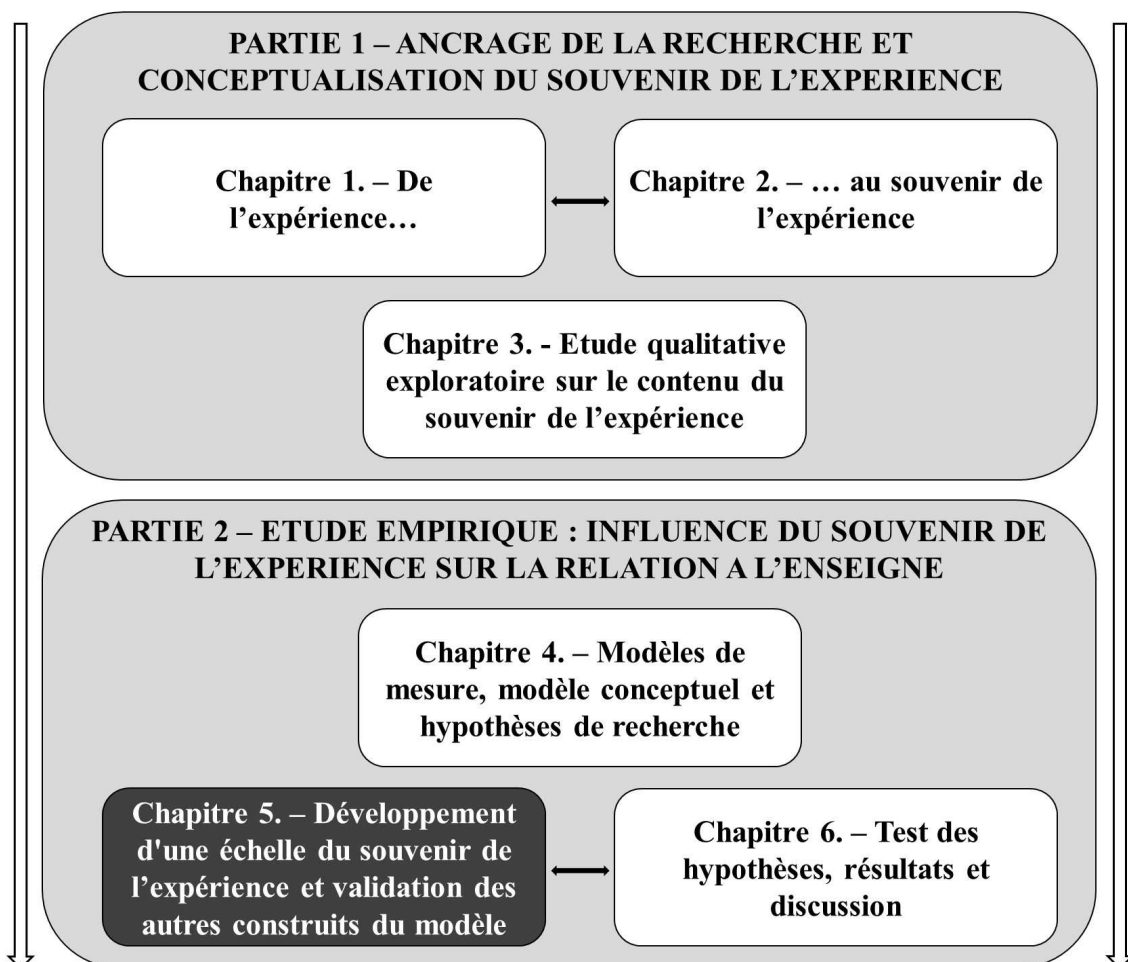 PARTIE 1 – ANCRAGE DE LA RECHERCHE ET
CONCEPTUALISATION DU SOUVENIR DE L’EXPERIENCE
Chapitre 1. – De
l’expérience…
Chapitre 2. – … au souvenir de
l’expérience
Chapitre 3. - Etude qualitative
exploratoire sur le contenu du
souvenir de l’expérience
PARTIE 2 – ETUDE EMPIRIQUE : INFLUENCE DU SOUVENIR DE
L’EXPERIENCE SUR LA RELATION A L’ENSEIGNE
Chapitre 4. – Modèles de
mesure, modèle conceptuel et
hypothèses de recherche
Chapitre 5. – Développement
d'une échelle du souvenir de
l’expérience et validation des
autres construits du modèle
Chapitre 6. – Test des
hypothèses, résultats et
discussion